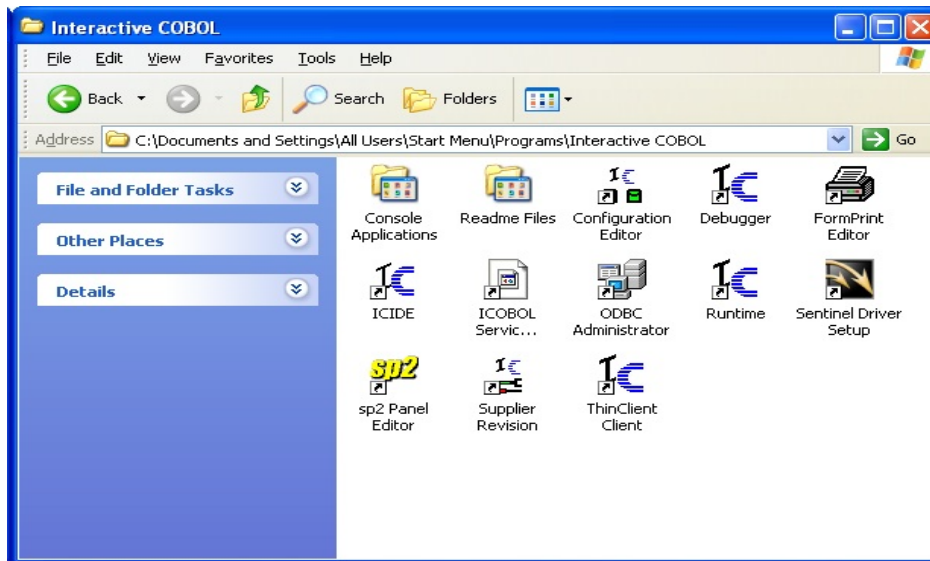 Interactive COBOL
File Edit View Favorites Tools Help
Back Search Folders
Address C:\Documents and Settings\All Users\Start Menu\Programs\Interactive COBOL Go
File and Folder Tasks
Other Places
Details
Console
Applications
Readme Files
Configuration
Editor
Debugger
FormPrint
Editor
ICIDE
ICOBOL
Servic...
ODBC
Administrator
Runtime
Sentinel Driver
Setup
sp2
sp2 Panel
Editor
Supplier
Revision
ThinClient
Client